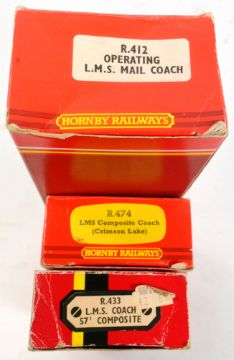 R.412
OPERATING
L.M.S. MAIL COACH
HORNBY RAILWAYS
R.474
LMS Composite Coach
(Crimson Lake)
HORNBY RAILWAYS
R.433
L.M.S. COACH
57' COMPOSITE